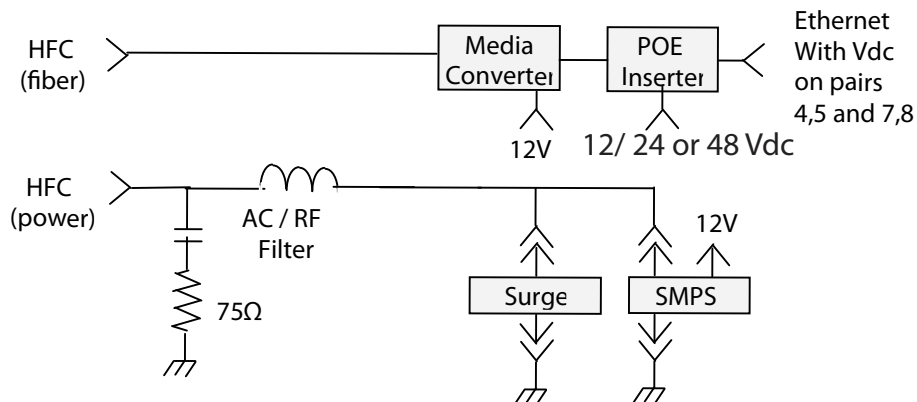 HFC
(fiber)
Media
Converter
POE
Inserter
Ethernet
With Vdc
on pairs
4,5 and 7,8
12V
12/ 24 or 48 Vdc
HFC
(power)
AC / RF
Filter
12V
Surge
SMPS
75Ω